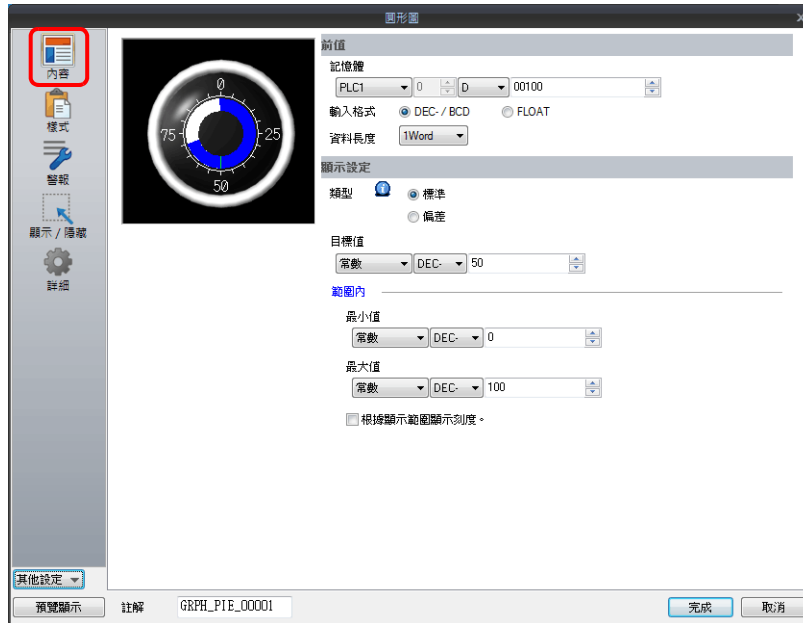 圓形圖
內容
樣式
警報
顯示 / 隱藏
詳細
0
75
25
50
前值
記憶體
PLC1 0 D 00100
輸入格式 DEC- / BCD FLOAT
資料長度 1Word
顯示設定
類型 標準
偏差
目標值
常數 DEC- 50
範圍內
最小值
常數 DEC- 0
最大值
常數 DEC- 100
根據顯示範圍顯示刻度。
其他設定
預覽顯示 註解 GRPH_PIE_00001 完成 取消